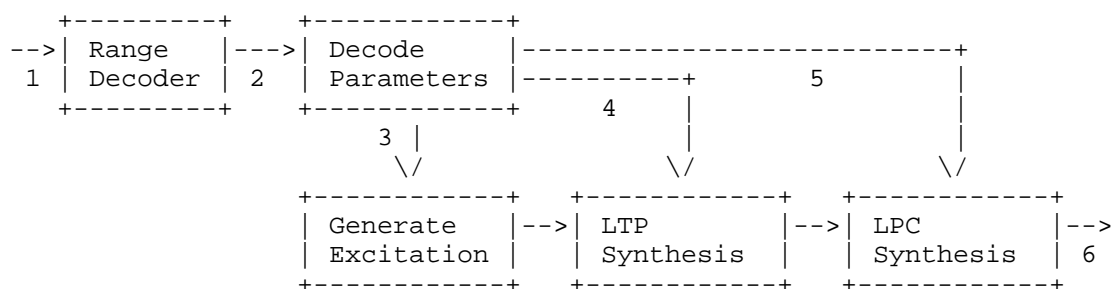 +---------+    +------------+
-->| Range   |--->| Decode     |---------------------------+
 1 | Decoder | 2  | Parameters |----------+       5        |
   +---------+    +------------+     4    |                |
                       3 |                |                |
                        \/               \/               \/
                  +------------+   +------------+   +------------+
                  | Generate   |-->| LTP        |-->| LPC        |-->
                  | Excitation |   | Synthesis  |   | Synthesis  | 6
                  +------------+   +------------+   +------------+